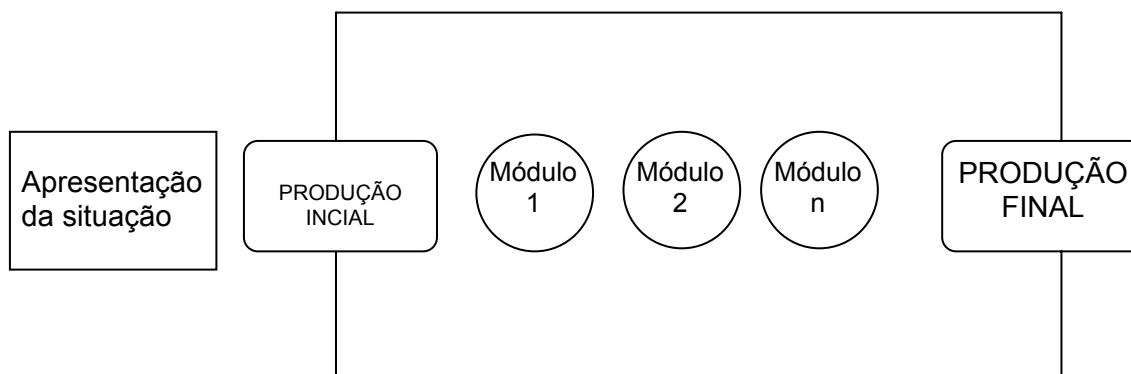 Apresentação
da situação
PRODUÇÃO
INCIAL
Módulo
1
Módulo
2
Módulo
n
PRODUÇÃO
FINAL